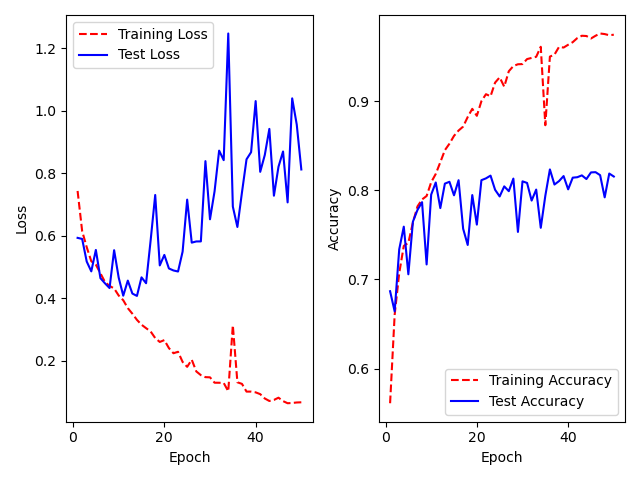 Training Loss
Test Loss
1.2
1.0
0.8
0.6
0.4
0.2
Loss
0
20
40
Epoch
0.9
0.8
0.7
0.6
Accuracy
Training Accuracy
Test Accuracy
0
20
40
Epoch